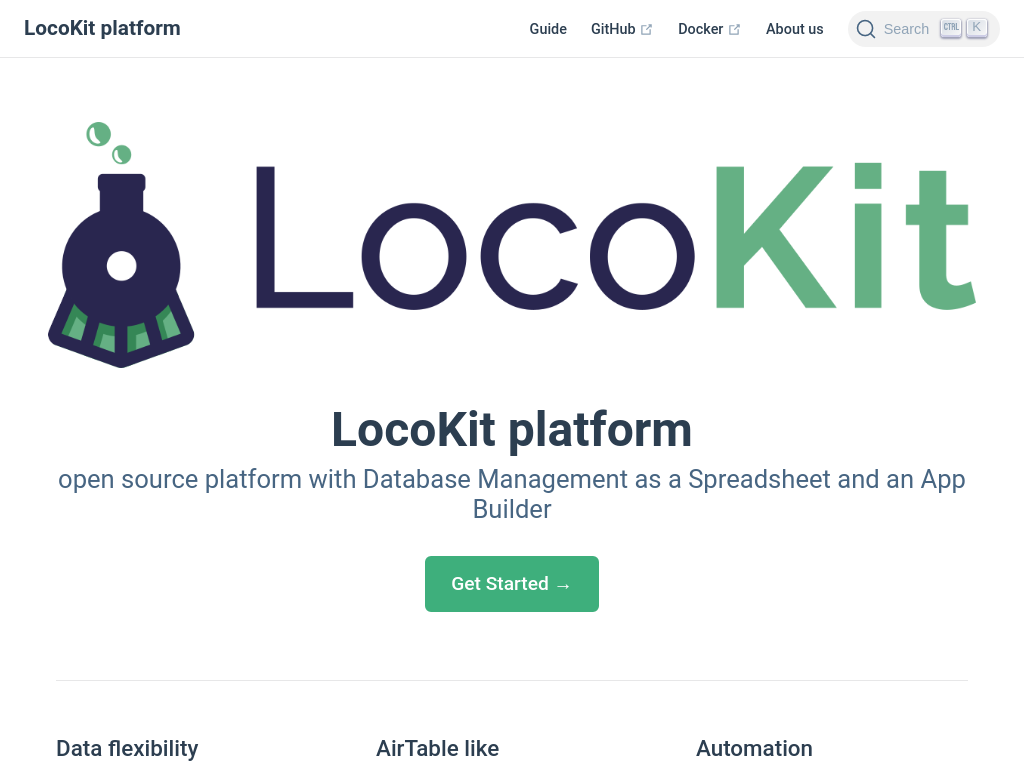 LocoKit platform
Guide
GitHub
Docker
About us
Search
CTRL
K
LocoKit
LocoKit platform
open source platform with Database Management as a Spreadsheet and an App
Builder
Get Started →
Data flexibility
AirTable like
Automation